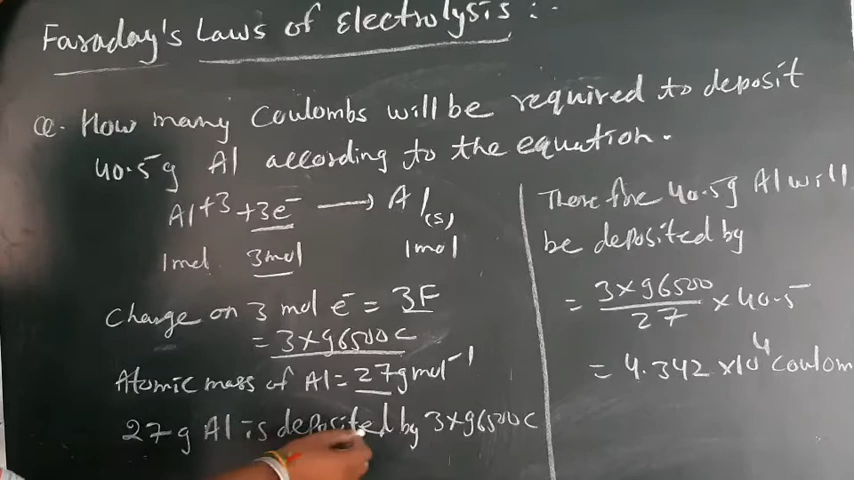 Faraday's Laws of Electrolysis :-
Q. How many Coulombs will be required to deposit
40.5g Al according to the equation.
Al+3 + 3e- → Al(s)
1mol 3mol 1mol
Charge on 3 mol e- = 3F
= 3×96500C
Atomic mass of Al = 27gmol-1
27g Al is deposited by 3×96500C
There fore 40.5g Al will
be deposited by
= 3×96500/27 × 40.5
= 4.342 ×10^4 coulom